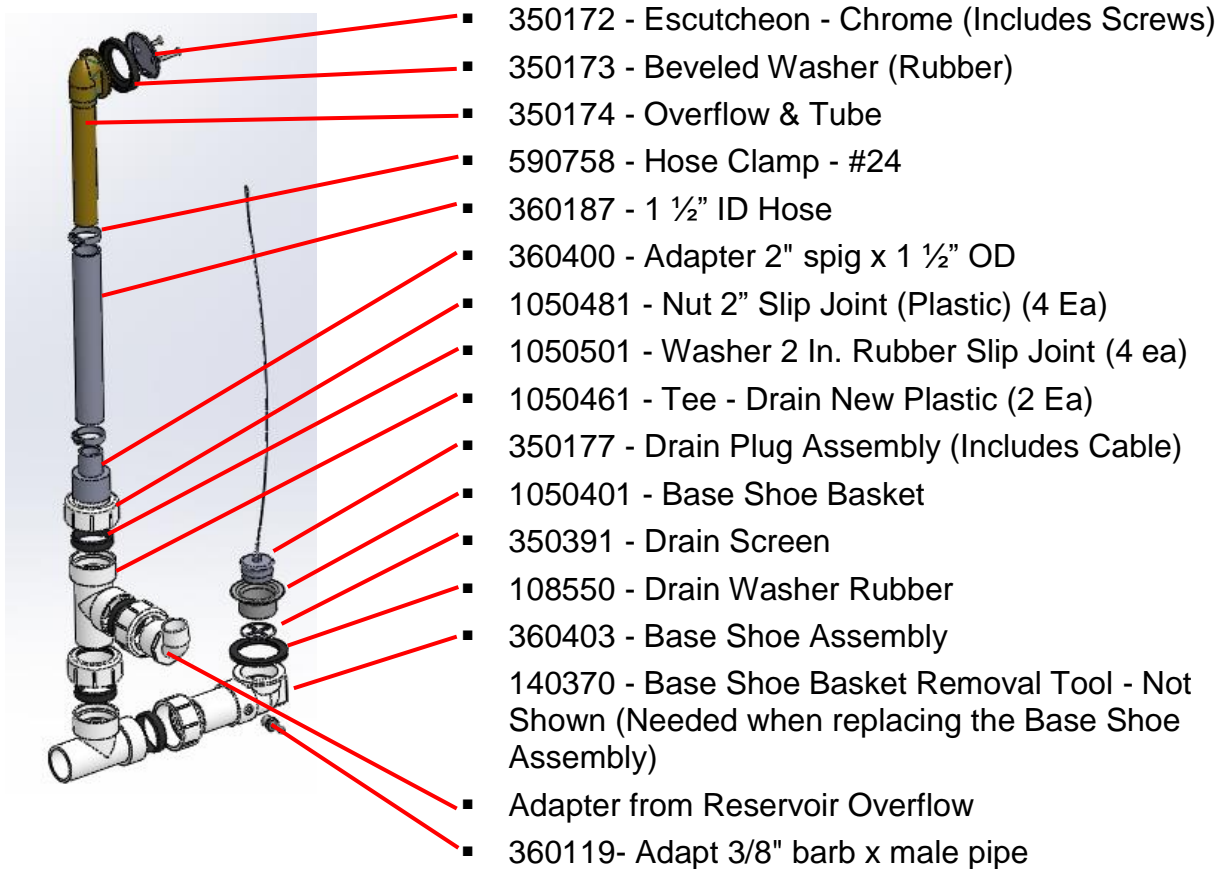 ▪ 350172 - Escutcheon - Chrome (Includes Screws)
▪ 350173 - Beveled Washer (Rubber)
▪ 350174 - Overflow & Tube
▪ 590758 - Hose Clamp - #24
▪ 360187 - 1 ½” ID Hose
▪ 360400 - Adapter 2" spig x 1 ½” OD
▪ 1050481 - Nut 2” Slip Joint (Plastic) (4 Ea)
▪ 1050501 - Washer 2 In. Rubber Slip Joint (4 ea)
▪ 1050461 - Tee - Drain New Plastic (2 Ea)
▪ 350177 - Drain Plug Assembly (Includes Cable)
▪ 1050401 - Base Shoe Basket
▪ 350391 - Drain Screen
▪ 108550 - Drain Washer Rubber
▪ 360403 - Base Shoe Assembly
140370 - Base Shoe Basket Removal Tool - Not
Shown (Needed when replacing the Base Shoe
Assembly)
▪ Adapter from Reservoir Overflow
▪ 360119- Adapt 3/8" barb x male pipe